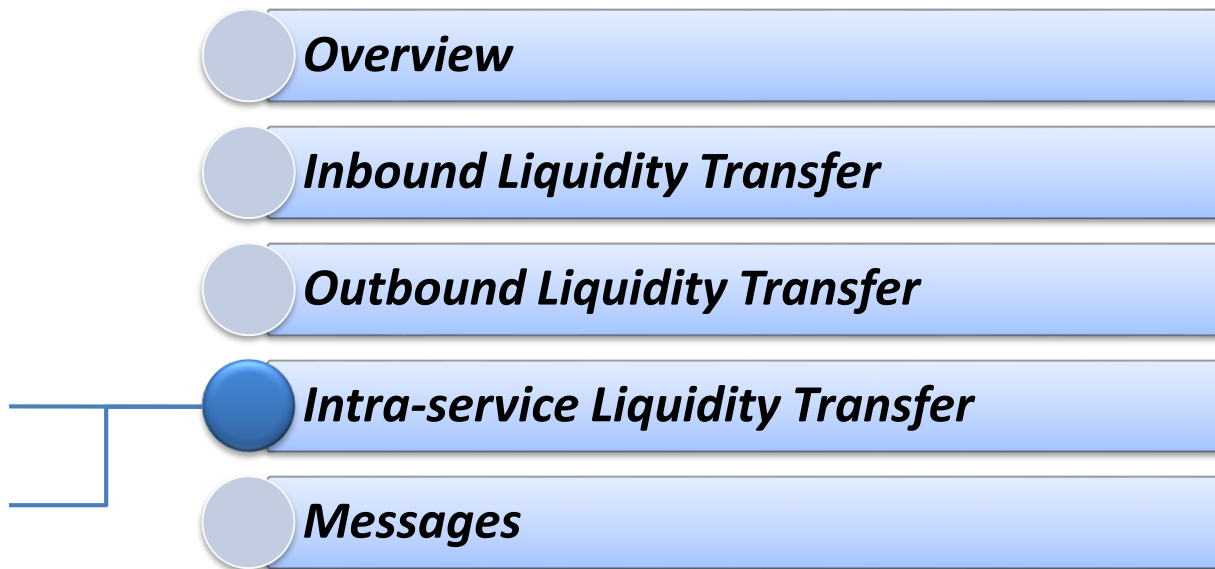 Overview
Inbound Liquidity Transfer
Outbound Liquidity Transfer
Intra-service Liquidity Transfer
Messages